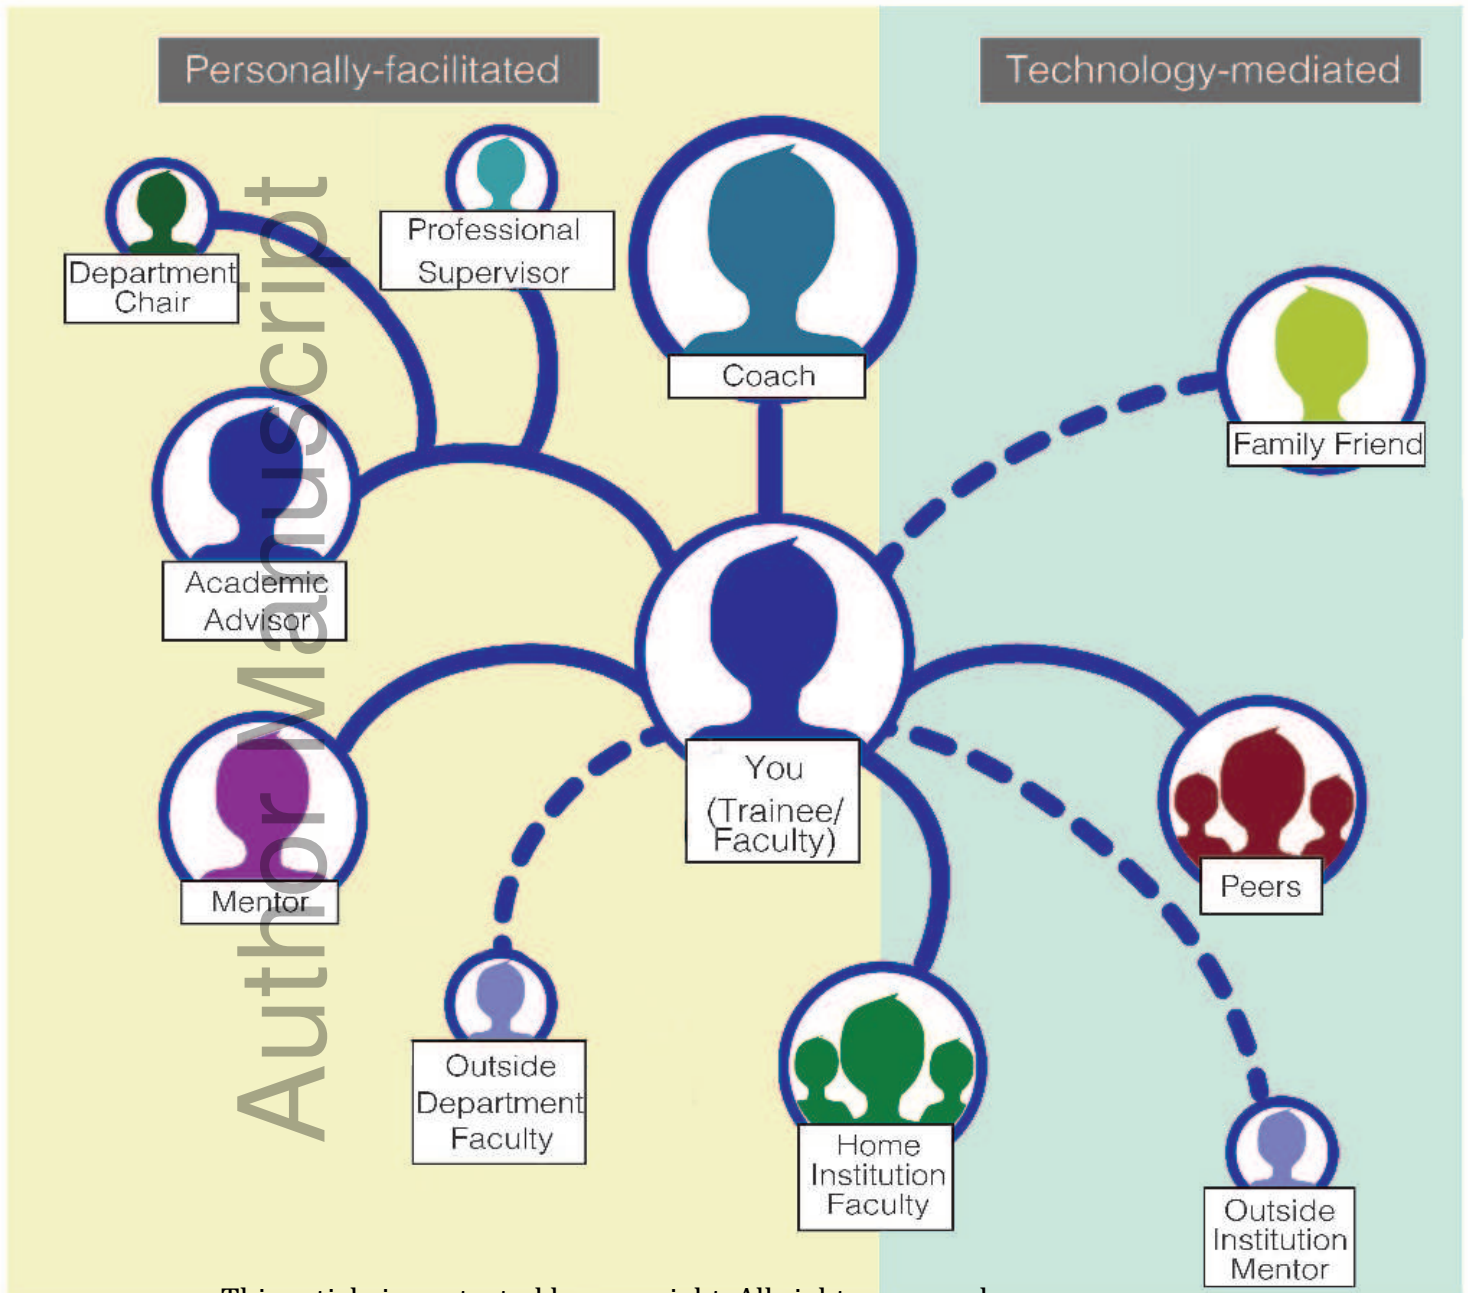 Personally-facilitated
Technology-mediated
Department
Chair
Professional
Supervisor
Coach
Family Friend
Academic
Advisor
You
(Trainee/
Faculty)
Mentor
Peers
Outside
Department
Faculty
Home
Institution
Faculty
Outside
Institution
Mentor
Author Manuscript